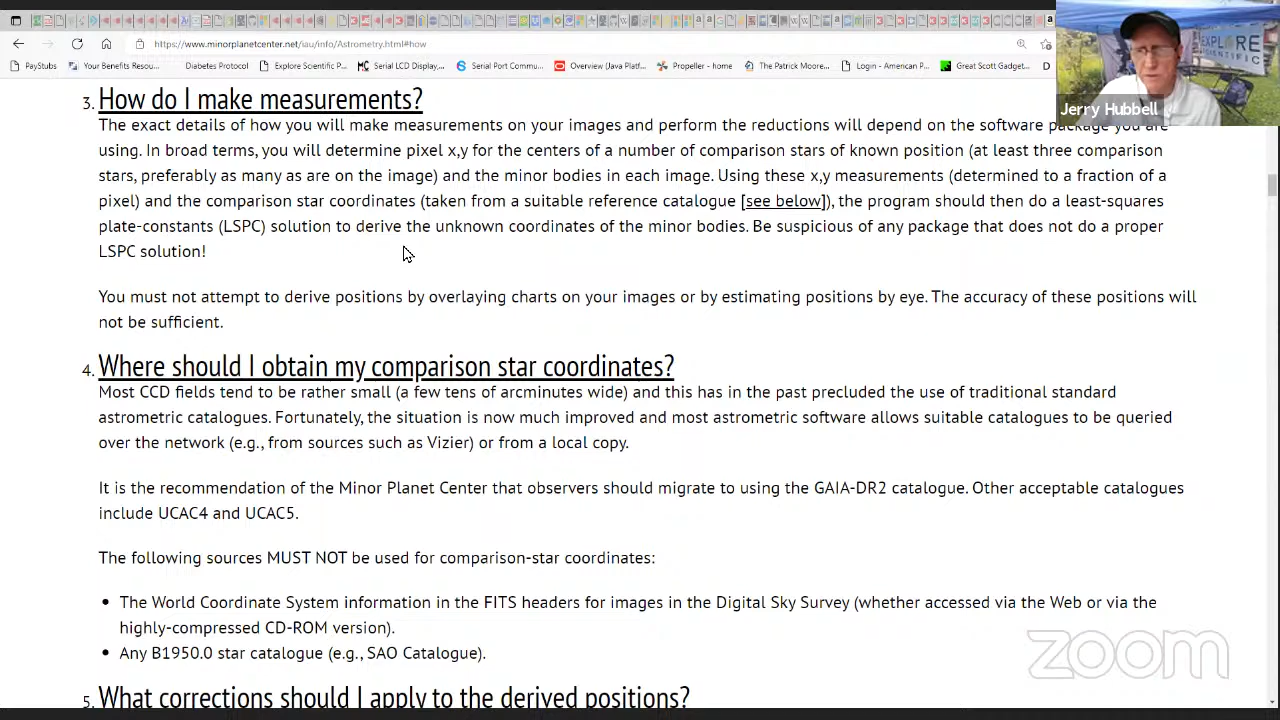 https://www.minorplanetcenter.net/iau/info/Astrometry.html#how
PayStubs
Your Benefits Resou...
Diabetes Protocol
Explore Scientific P...
Serial LCD Display,...
Serial Port Commu...
Overview (Java Platf...
Propeller - home
The Patrick Moore...
Login - American P...
Great Scott Gadget...
D
EXPLORE
SCIENTIFIC
Jerry Hubbell
3. How do I make measurements?
The exact details of how you will make measurements on your images and perform the reductions will depend on the software package you are
using. In broad terms, you will determine pixel x,y for the centers of a number of comparison stars of known position (at least three comparison
stars, preferably as many as are on the image) and the minor bodies in each image. Using these x,y measurements (determined to a fraction of a
pixel) and the comparison star coordinates (taken from a suitable reference catalogue [see below]), the program should then do a least-squares
plate-constants (LSPC) solution to derive the unknown coordinates of the minor bodies. Be suspicious of any package that does not do a proper
LSPC solution!
You must not attempt to derive positions by overlaying charts on your images or by estimating positions by eye. The accuracy of these positions will
not be sufficient.
4. Where should I obtain my comparison star coordinates?
Most CCD fields tend to be rather small (a few tens of arcminutes wide) and this has in the past precluded the use of traditional standard
astrometric catalogues. Fortunately, the situation is now much improved and most astrometric software allows suitable catalogues to be queried
over the network (e.g., from sources such as Vizier) or from a local copy.
It is the recommendation of the Minor Planet Center that observers should migrate to using the GAIA-DR2 catalogue. Other acceptable catalogues
include UCAC4 and UCAC5.
The following sources MUST NOT be used for comparison-star coordinates:
• The World Coordinate System information in the FITS headers for images in the Digital Sky Survey (whether accessed via the Web or via the
highly-compressed CD-ROM version).
• Any B1950.0 star catalogue (e.g., SAO Catalogue).
zoom
5. What corrections should I apply to the derived positions?